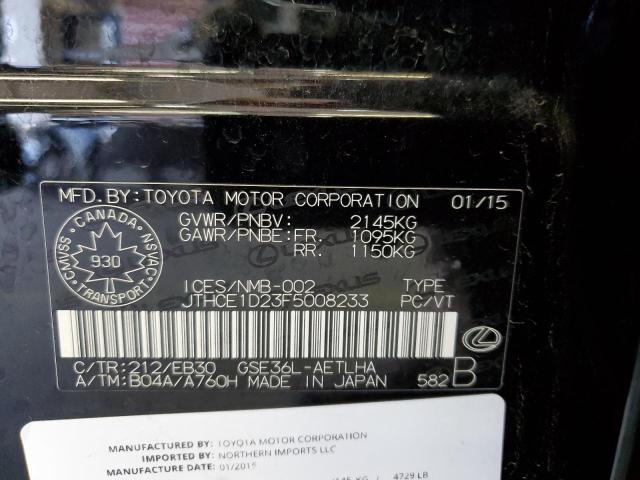 MFD. BY: TOYOTA MOTOR CORPORATION 01/15
GVWR/PNBV: 2145KG
GAWR/PNBE: FR. 1095KG
RR. 1150KG
CANADA
CMVSS 930 NSVAC
TRANSPORT
ICES/NMB-002 TYPE
JTHCE1D23F5008233 PC/VT
C/TR: 212/EB30 GSE36L-AETLHA
A/TM: B04A/A760H MADE IN JAPAN 582 B
MANUFACTURED BY: TOYOTA MOTOR CORPORATION
IMPORTED BY: NORTHERN IMPORTS LLC
MANUFACTURE DATE: 01/2015
2145 KG / 4729 LB